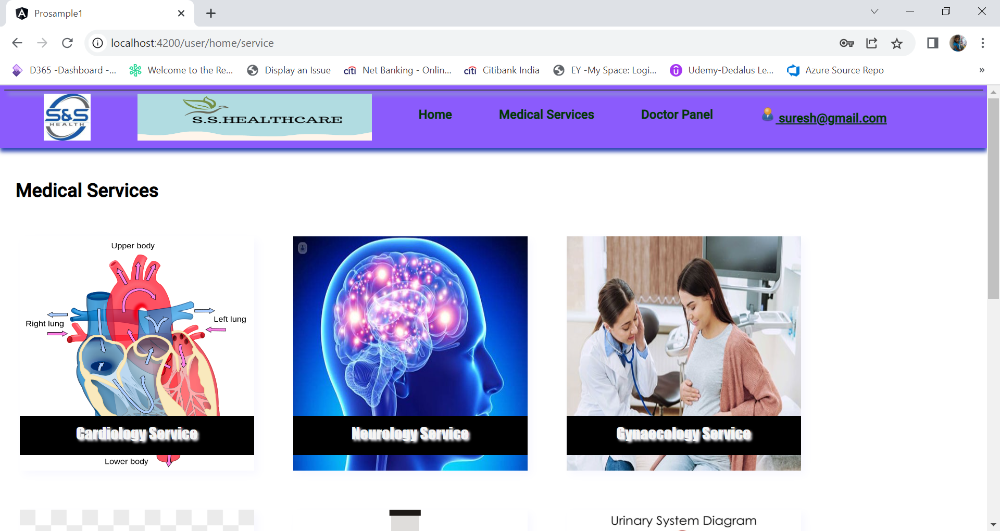 Prosample1
localhost:4200/user/home/service
D365 -Dashboard -...
Welcome to the Re...
Display an Issue
citi Net Banking - Onlin...
citi Citibank India
EY -My Space: Logi...
Udemy-Dedalus Le...
Azure Source Repo
»
S&S
HEALTH
S.S.HEALTHCARE
Home
Medical Services
Doctor Panel
suresh@gmail.com
Medical Services
Upper body
Right lung
Left lung
Cardiology Service
Lower body
Neurology Service
Gynaecology Service
Urinary System Diagram